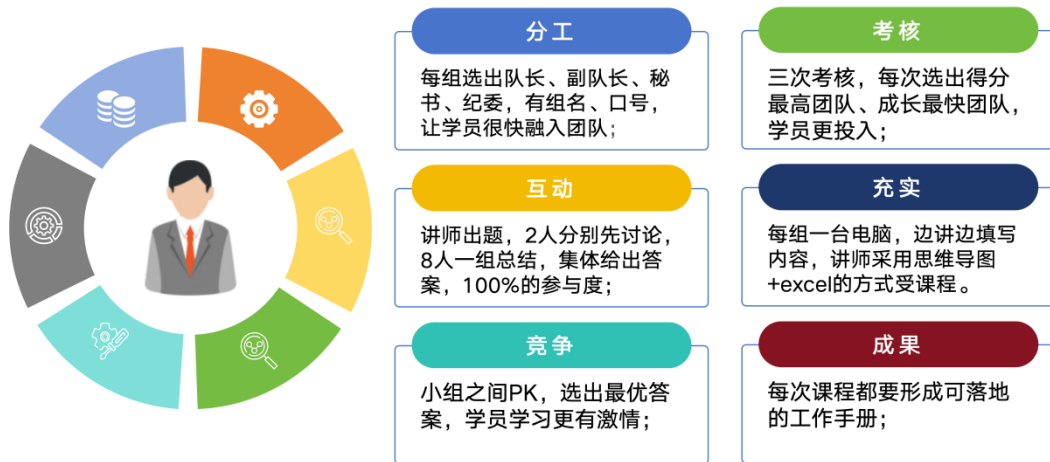 分工
每组选出队长、副队长、秘
书、纪委，有组名、口号，
让学员很快融入团队；
考核
三次考核，每次选出得分
最高团队、成长最快团队，
学员更投入；
互动
讲师出题，2人分别先讨论，
8人一组总结，集体给出答
案，100%的参与度；
充实
每组一台电脑，边讲边填写
内容，讲师采用思维导图
+excel的方式受课程。
竞争
小组之间PK，选出最优答
案，学员学习更有激情；
成果
每次课程都要形成可落地
的工作手册；